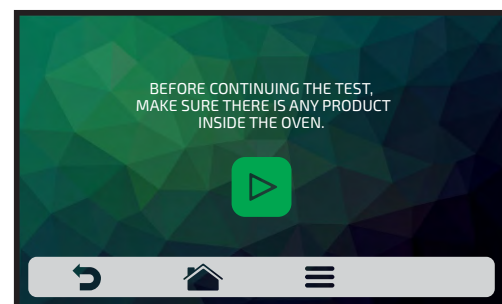 BEFORE CONTINUING THE TEST,
MAKE SURE THERE IS ANY PRODUCT
INSIDE THE OVEN.